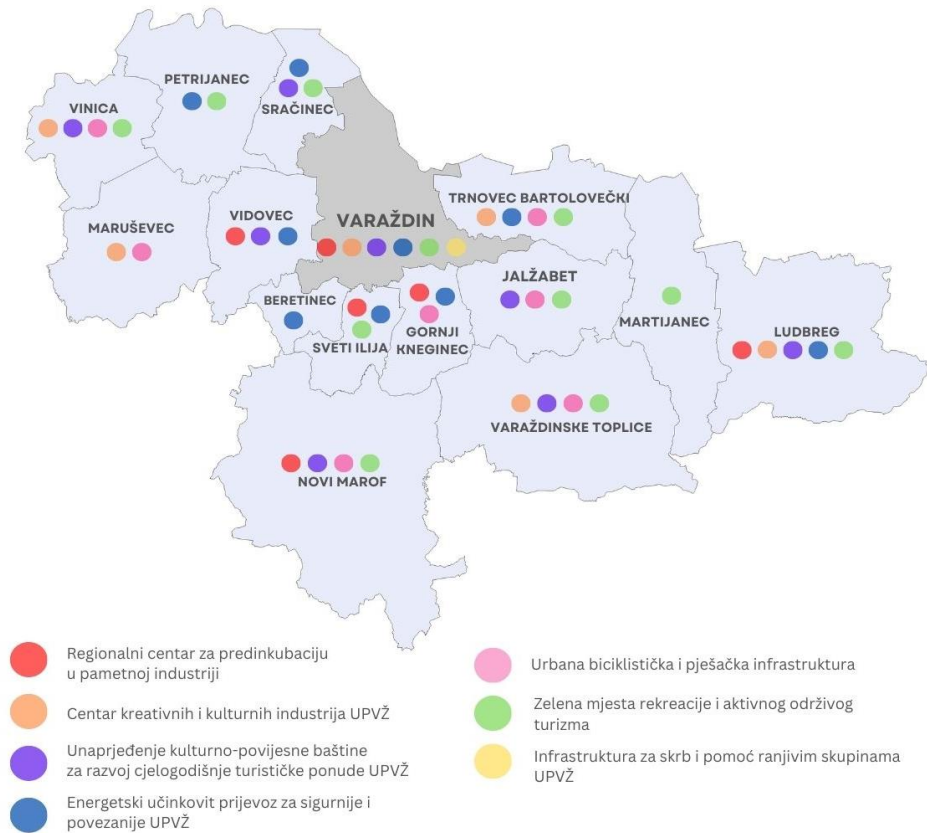 PETRIJANEC
SRAČINEC
VINICA
TRNOVEC BARTOLOVEČKI
MARUŠEVEC
VIDOVEC
VARAŽDIN
JALŽABET
BERETINEC
SVETI ILIJA
GORNJI
KNEGINEC
MARTIJANEC
LUDBREG
VARAŽDINSKE TOPLICE
NOVI MAROF
Regionalni centar za predinkubaciju
u pametnoj industriji
Centar kreativnih i kulturnih industrija UPVŽ
Unaprjeđenje kulturno-povijesne baštine
za razvoj cjelogodišnje turističke ponude UPVŽ
Energetski učinkovit prijevoz za sigurnije i
povezanije UPVŽ
Urbana biciklistička i pješačka infrastruktura
Zelena mjesta rekreacije i aktivnog održivog
turizma
Infrastruktura za skrb i pomoć ranjivim skupinama
UPVŽ